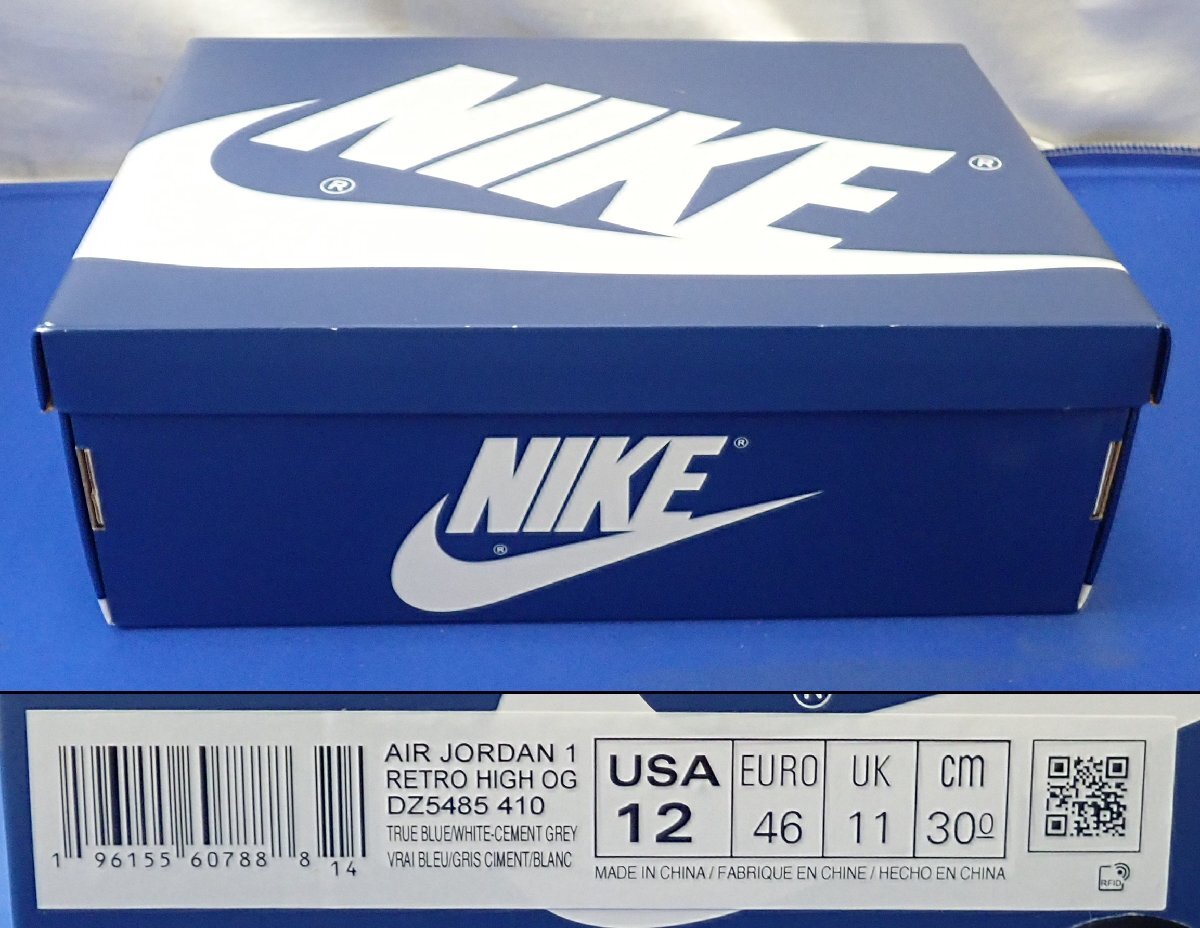 NIKE ®
®
NIKE ®
®
®
AIR JORDAN 1
RETRO HIGH OG
DZ5485 410
TRUE BLUE/WHITE-CEMENT GREY
VRAI BLEU/GRIS CIMENT/BLANC
1 96155 60788 8 14
USA EURO UK cm
12 46 11 300
MADE IN CHINA / FABRIQUE EN CHINE / HECHO EN CHINA
RFID